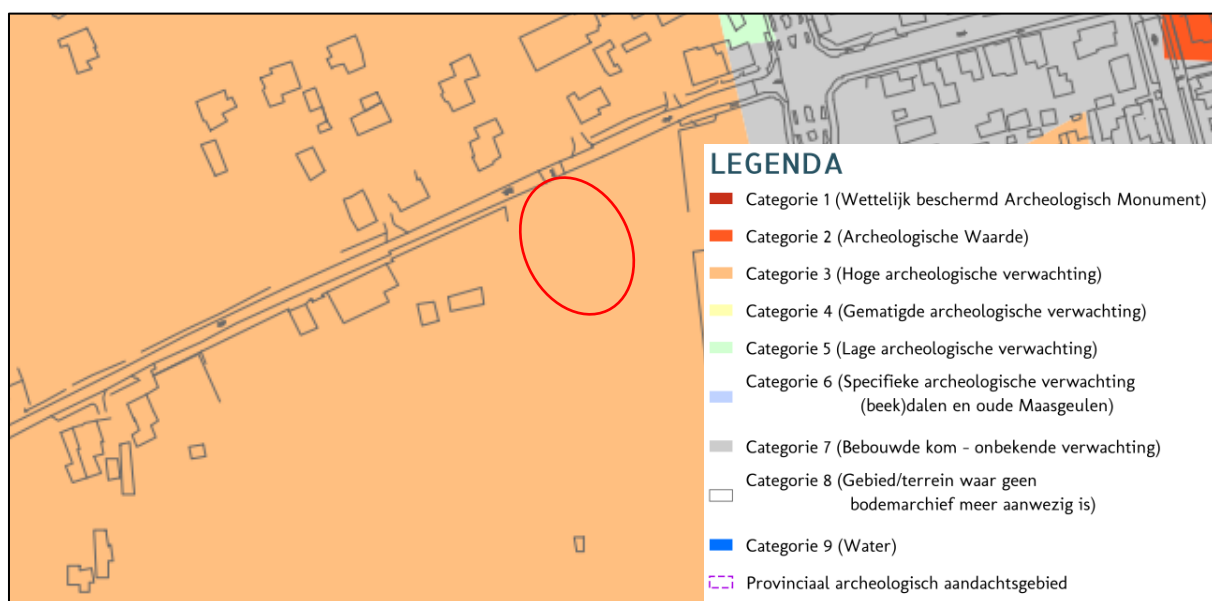 LEGENDA
Categorie 1 (Wettelijk beschermd Archeologisch Monument)
Categorie 2 (Archeologische Waarde)
Categorie 3 (Hoge archeologische verwachting)
Categorie 4 (Gematigde archeologische verwachting)
Categorie 5 (Lage archeologische verwachting)
Categorie 6 (Specifieke archeologische verwachting
(beek)dalen en oude Maasgeulen)
Categorie 7 (Bebouwde kom - onbekende verwachting)
Categorie 8 (Gebied/terrein waar geen
bodemarchief meer aanwezig is)
Categorie 9 (Water)
Provinciaal archeologisch aandachtsgebied